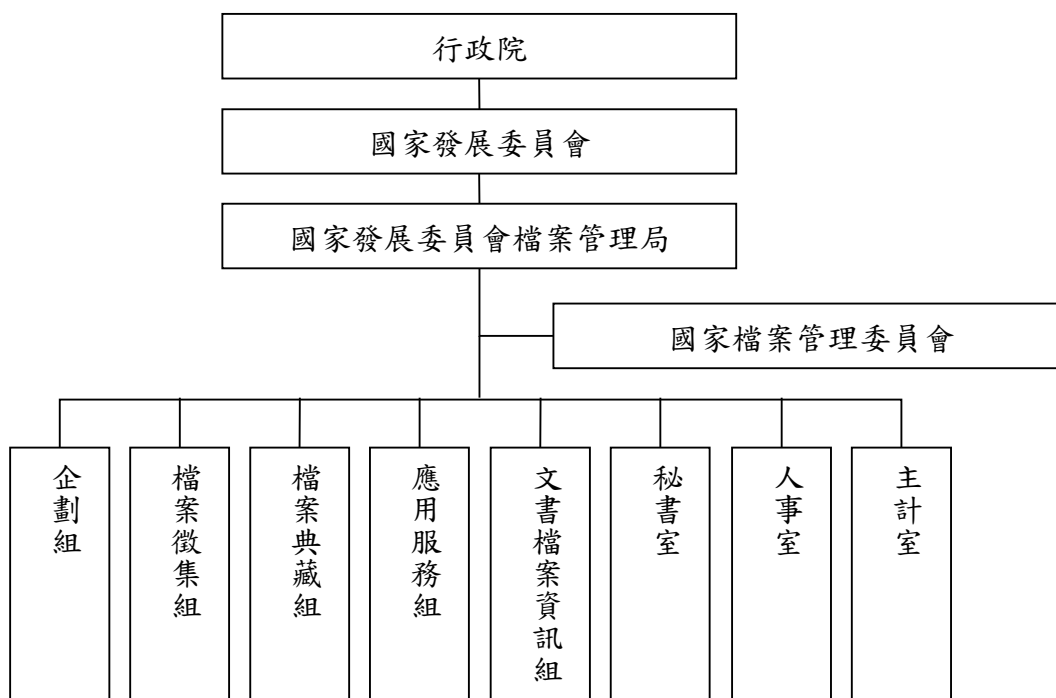 行政院
國家發展委員會
國家發展委員會檔案管理局
國家檔案管理委員會
企劃組
檔案徵集組
檔案典藏組
應用服務組
文書檔案資訊組
秘書室
人事室
主計室